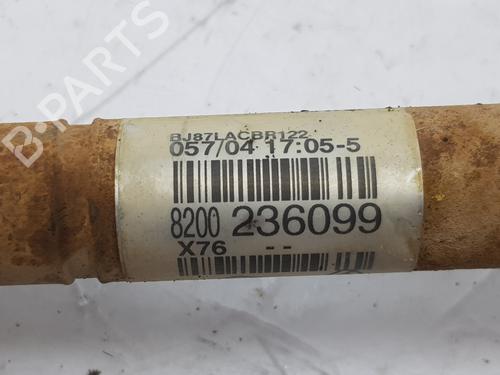 BJ87LACBR122
057/04 17:05-5
8200 236099
X76 - -
B-PARTS